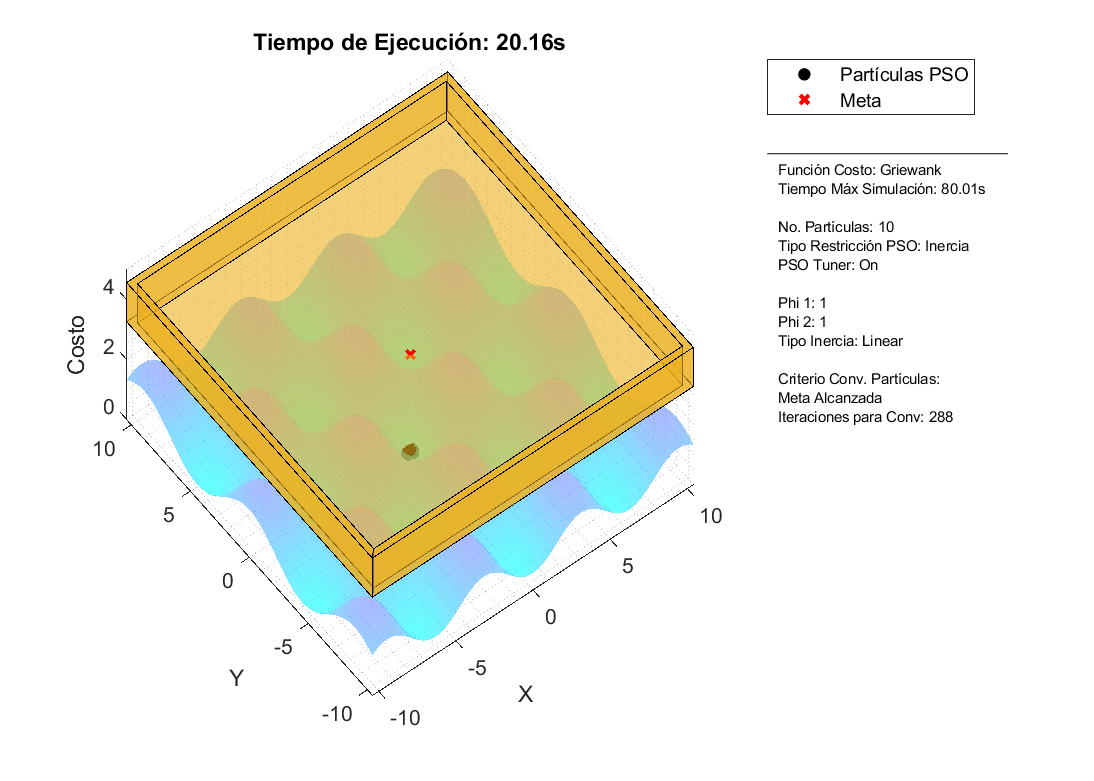 Tiempo de Ejecución: 20.16s
Partículas PSO
Meta
Función Costo: Griewank
Tiempo Máx Simulación: 80.01s
No. Partículas: 10
Tipo Restricción PSO: Inercia
PSO Tuner: On
Phi 1: 1
Phi 2: 1
Tipo Inercia: Linear
Criterio Conv. Partículas:
Meta Alcanzada
Iteraciones para Conv: 288
Costo
4
2
0
10
5
0
-5
-10
Y
-10
-5
0
5
10
X